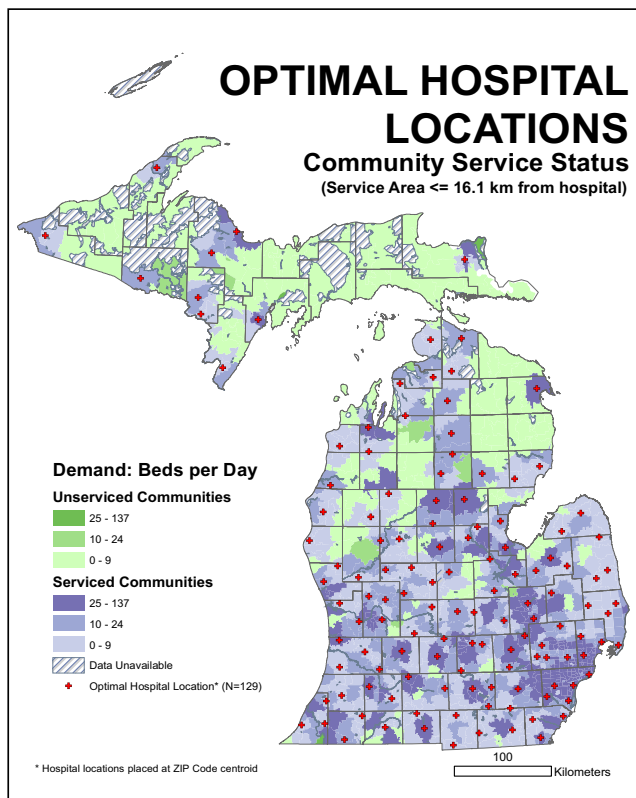 OPTIMAL HOSPITAL
LOCATIONS
Community Service Status
(Service Area <= 16.1 km from hospital)
Demand: Beds per Day
Unserviced Communities
25 - 137
10 - 24
0 - 9
Serviced Communities
25 - 137
10 - 24
0 - 9
Data Unavailable
Optimal Hospital Location* (N=129)
* Hospital locations placed at ZIP Code centroid
100
Kilometers